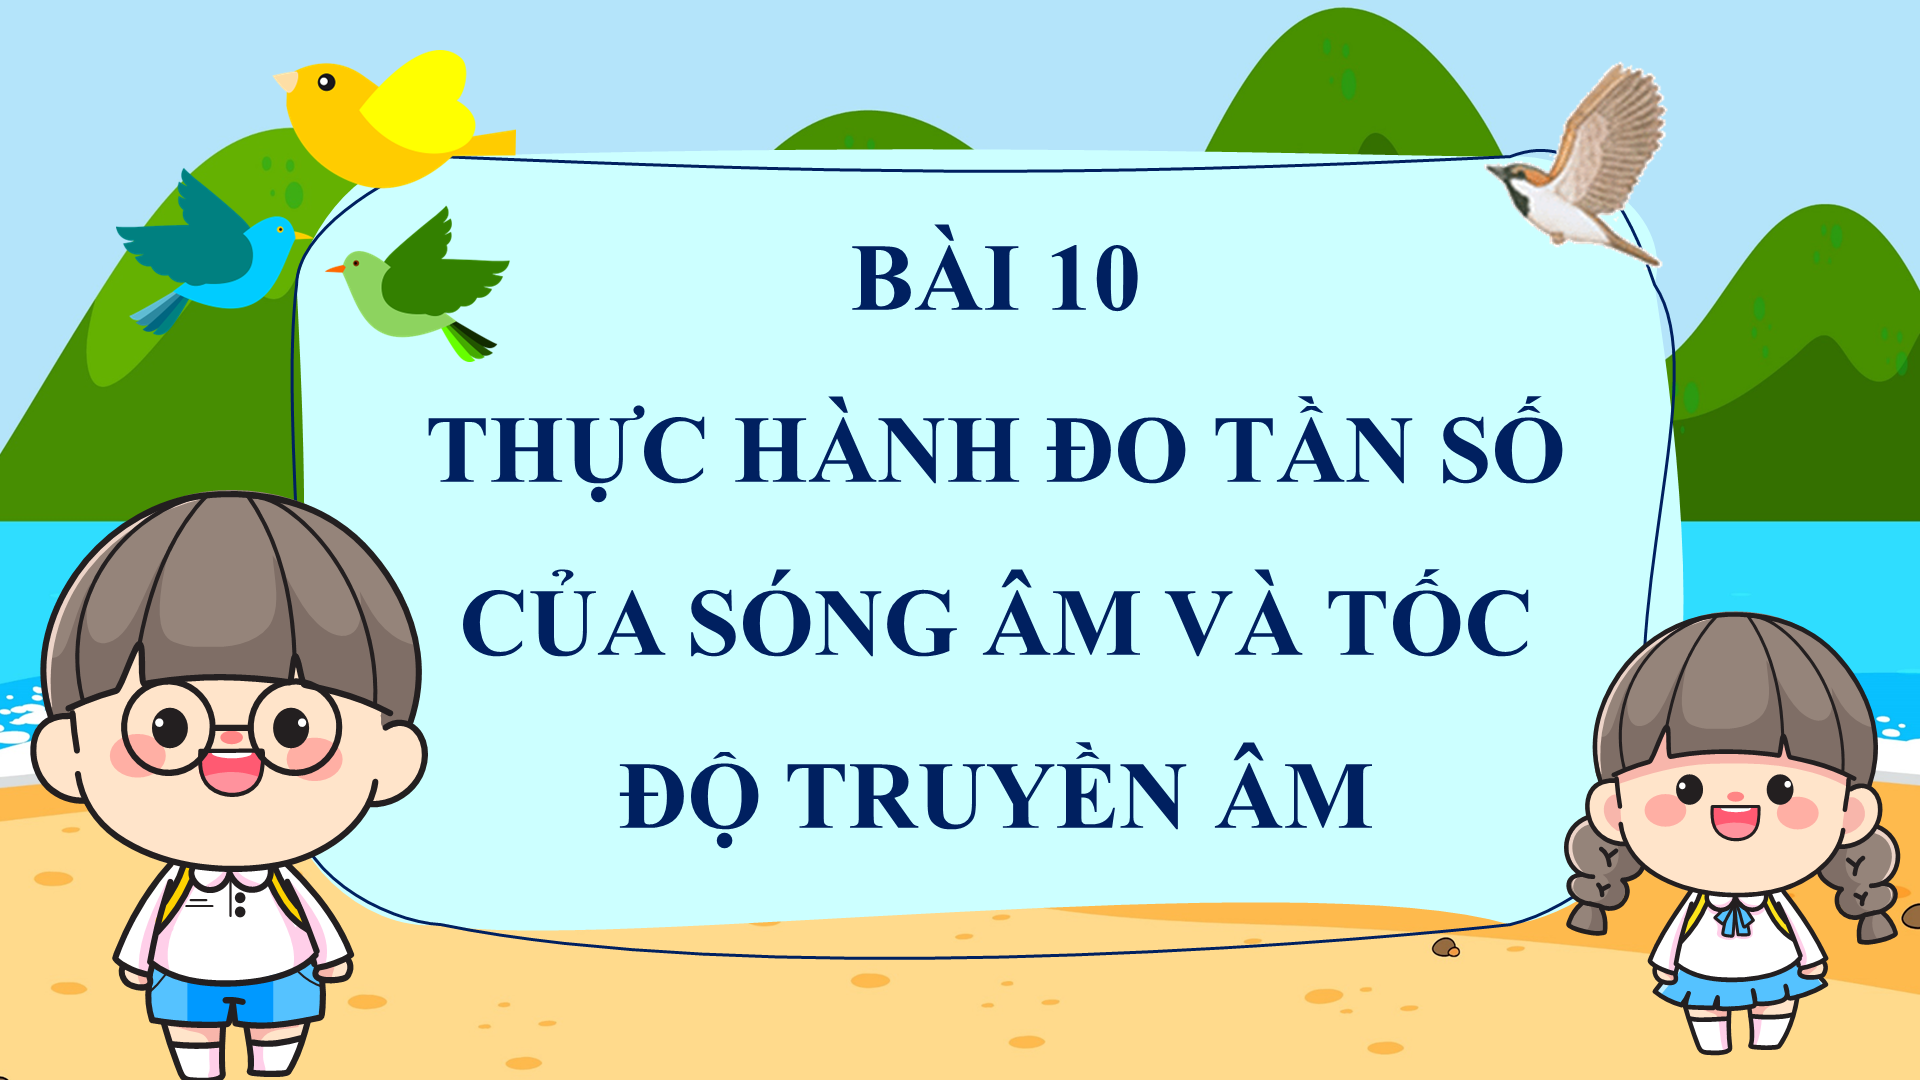 BÀI 10
THỰC HÀNH ĐO TẦN SỐ
CỦA SÓNG ÂM VÀ TỐC
ĐỘ TRUYỀN ÂM